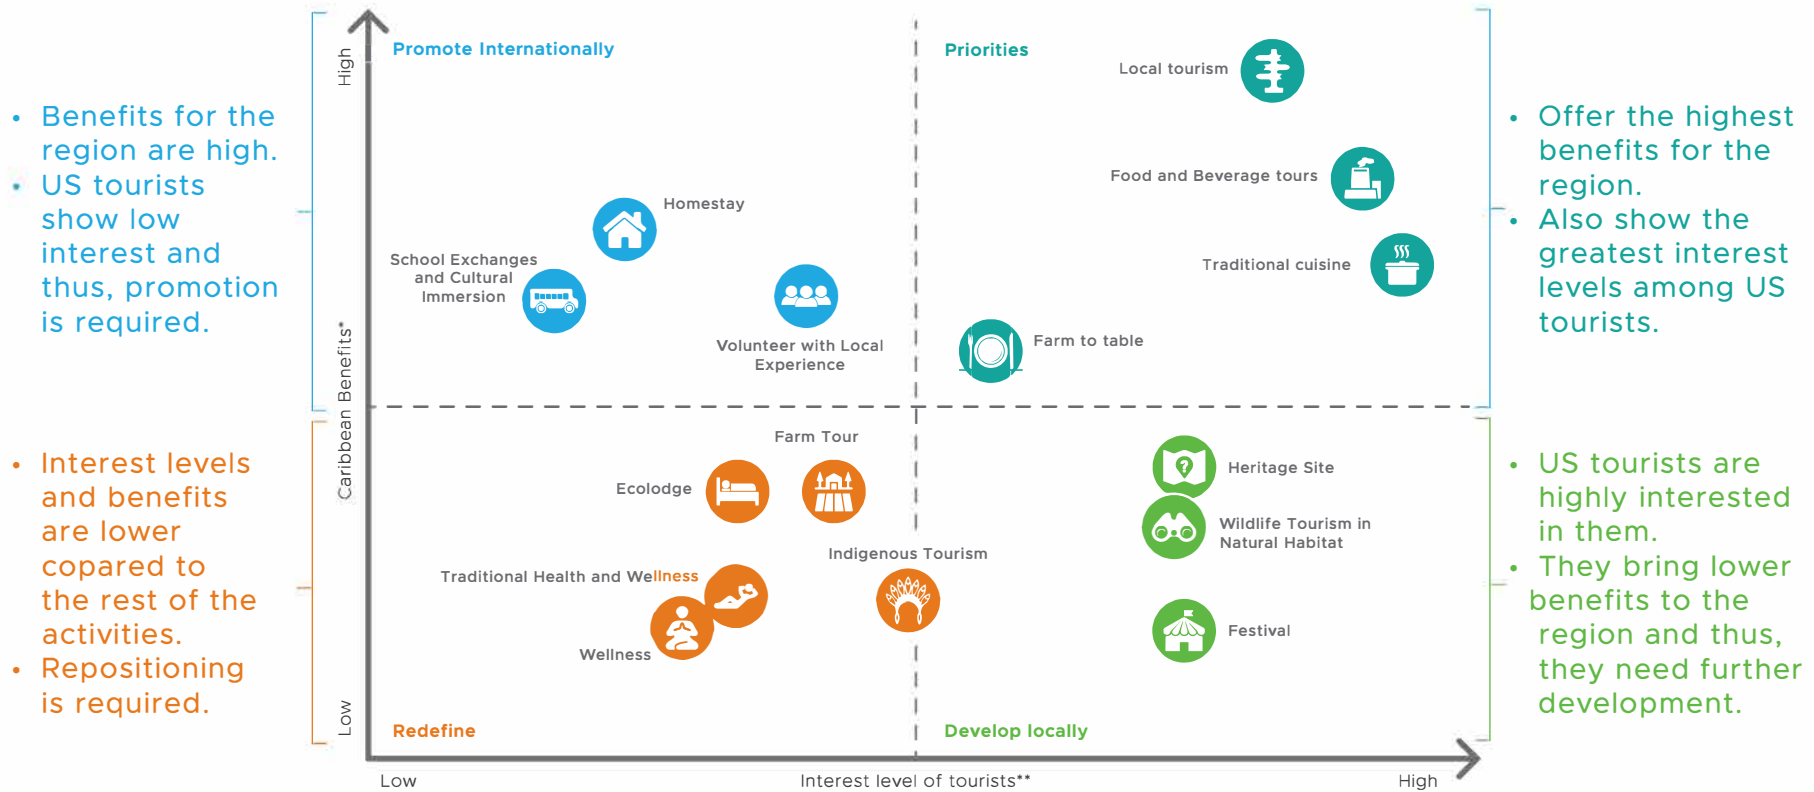 Promote Internationally
Priorities
High
Caribbean Benefits*
Low
• Benefits for the
region are high.
• US tourists
show low
interest and
thus, promotion
is required.
Local tourism
Food and Beverage tours
Traditional cuisine
Farm to table
Homestay
School Exchanges
and Cultural
Immersion
Volunteer with Local
Experience
• Offer the highest
benefits for the
region.
• Also show the
greatest interest
levels among US
tourists.
• Interest levels
and benefits
are lower
copared to
the rest of the
activities.
• Repositioning
is required.
Farm Tour
Ecolodge
Indigenous Tourism
Traditional Health and Wellness
Wellness
Redefine
Heritage Site
Wildlife Tourism in
Natural Habitat
Festival
Develop locally
• US tourists are
highly interested
in them.
• They bring lower
benefits to the
region and thus,
they need further
development.
Low
Interest level of tourists**
High